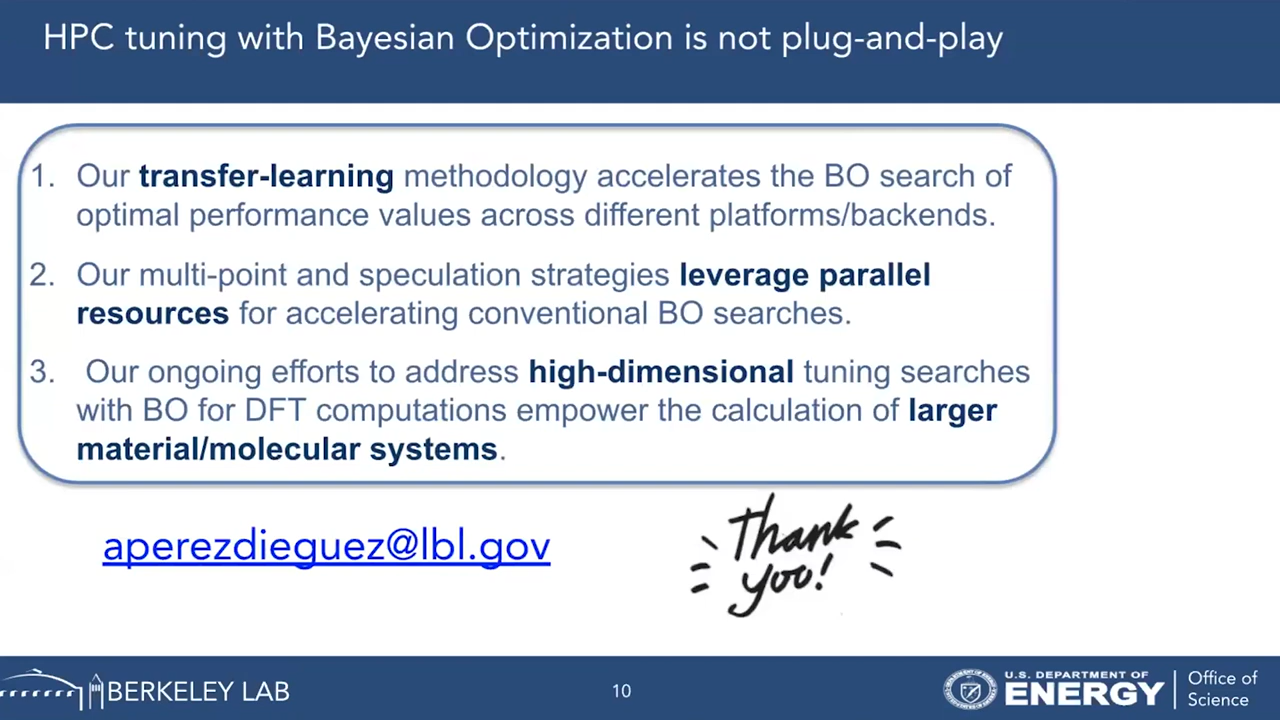 HPC tuning with Bayesian Optimization is not plug-and-play
1. Our transfer-learning methodology accelerates the BO search of
optimal performance values across different platforms/backends.
2. Our multi-point and speculation strategies leverage parallel
resources for accelerating conventional BO searches.
3. Our ongoing efforts to address high-dimensional tuning searches
with BO for DFT computations empower the calculation of larger
material/molecular systems.
aperezdieguez@lbl.gov
Thank
you!
BERKELEY LAB
10
U.S. DEPARTMENT OF
ENERGY
Office of
Science